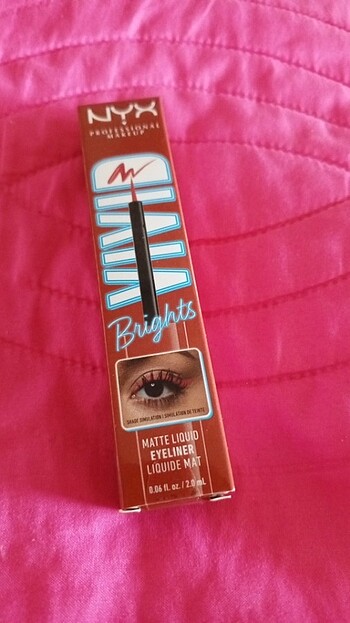 NYX
PROFESSIONAL
MAKEUP
VIVID
Brights
SHADE SIMULATION | SIMULATION DE TEINTE
MATTE LIQUID
EYELINER
LIQUIDE MAT
0.06 fl. oz. / 2.0 mL